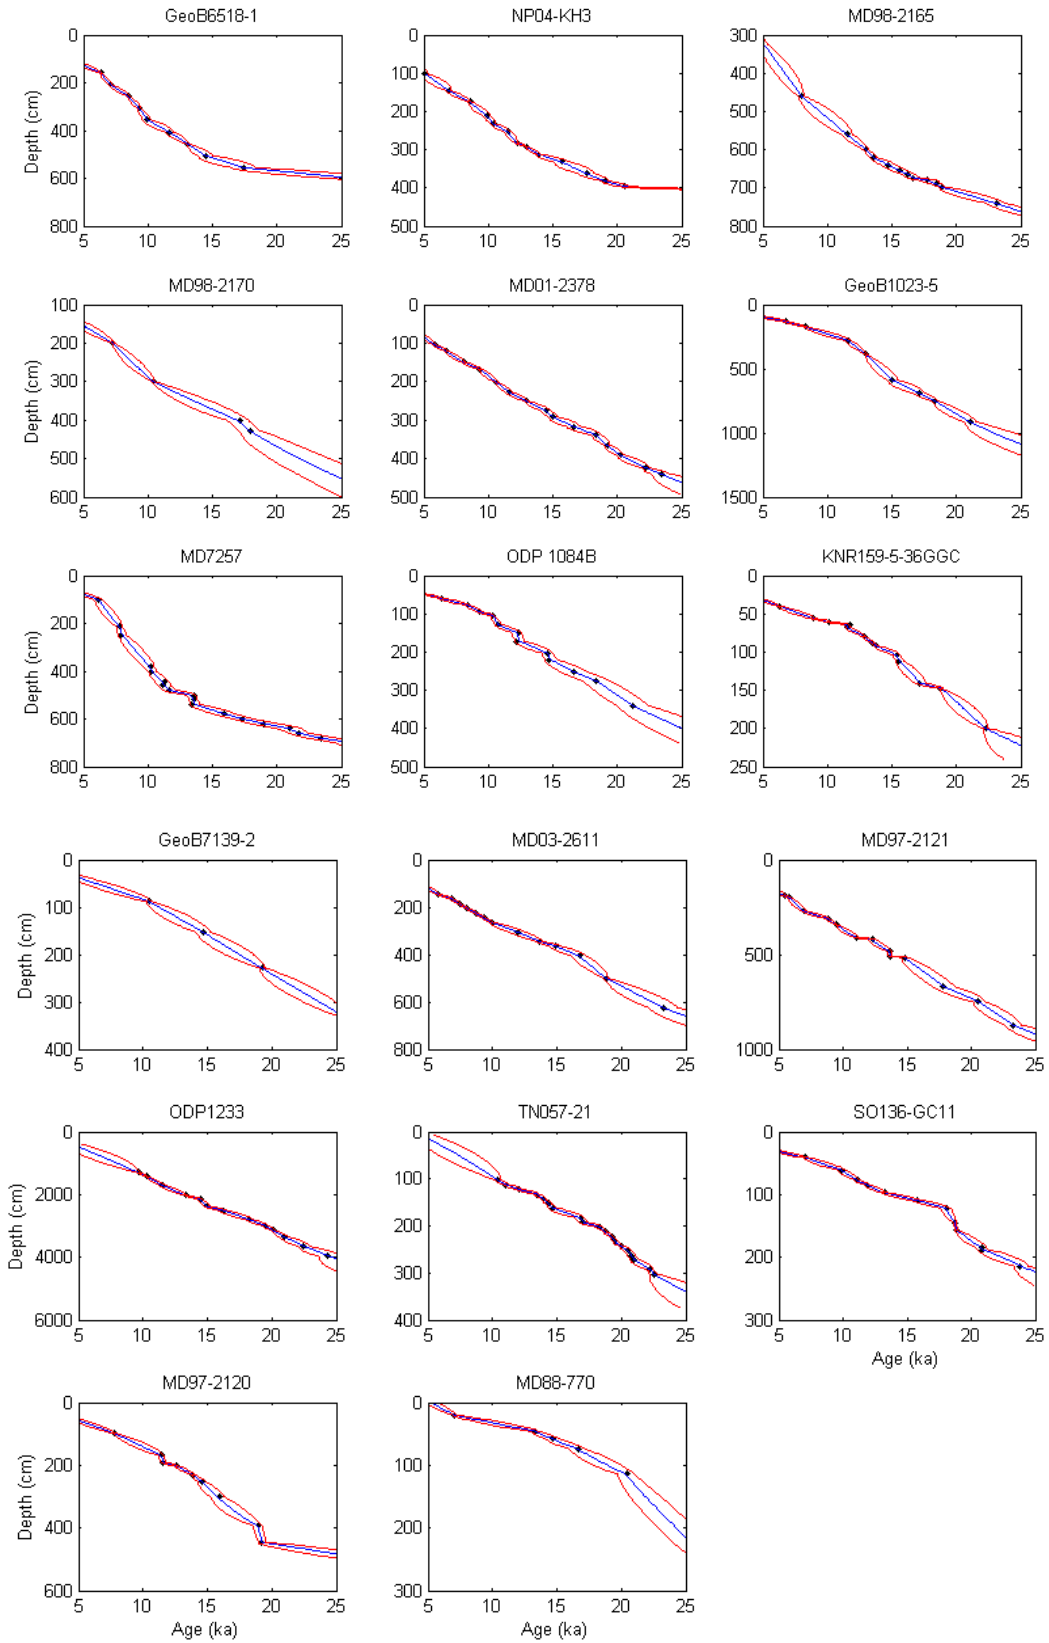 GeoB6518-1 NP04-KH3 MD98-2165
0 0 300
200 100 400
Depth (cm) 200 500
400 300 600
600 400 700
800 500 800
5 10 15 20 25 5 10 15 20 25 5 10 15 20 25
MD98-2170 MD01-2378 GeoB1023-5
100 0 0
200 100 500
Depth (cm) 300 200
400 300 1000
500 400
600 500 1500
5 10 15 20 25 5 10 15 20 25 5 10 15 20 25
MD7257 ODP 1084B KNR159-5-36GGC
0 0 0
200 100 50
Depth (cm) 400 200 100
300 150
600 400 200
800 500 250
5 10 15 20 25 5 10 15 20 25 5 10 15 20 25
GeoB7139-2 MD03-2611 MD97-2121
0 0 0
100 200
Depth (cm) 200 400 500
300 600
400 800 1000
5 10 15 20 25 5 10 15 20 25 5 10 15 20 25
ODP1233 TN057-21 SO136-GC11
0 0 0
2000 100 100
Depth (cm) 200
4000 300 200
6000 400 300
5 10 15 20 25 5 10 15 20 25 5 10 15 20 25
Age (ka)
MD97-2120 MD88-770
0 0
200 100
Depth (cm)
400 200
600 300
5 10 15 20 25 5 10 15 20 25
Age (ka) Age (ka)